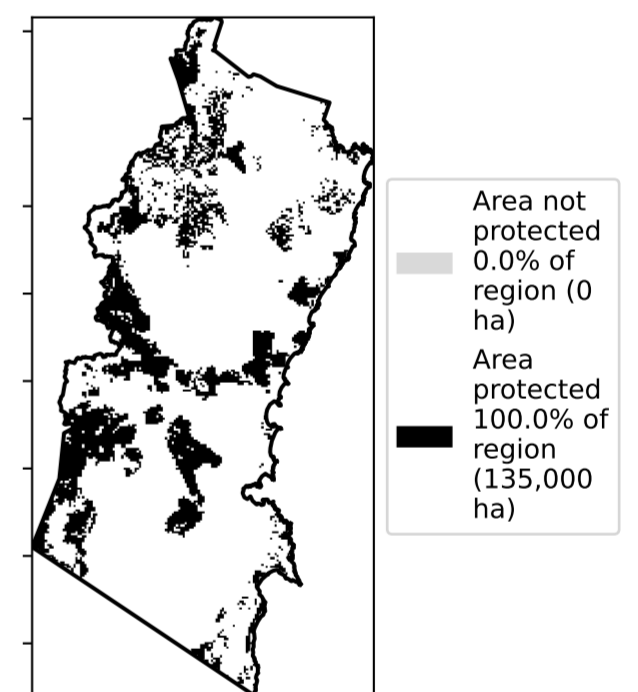 Area not
protected
0.0% of
region (0
ha)
Area
protected
100.0% of
region
(135,000
ha)